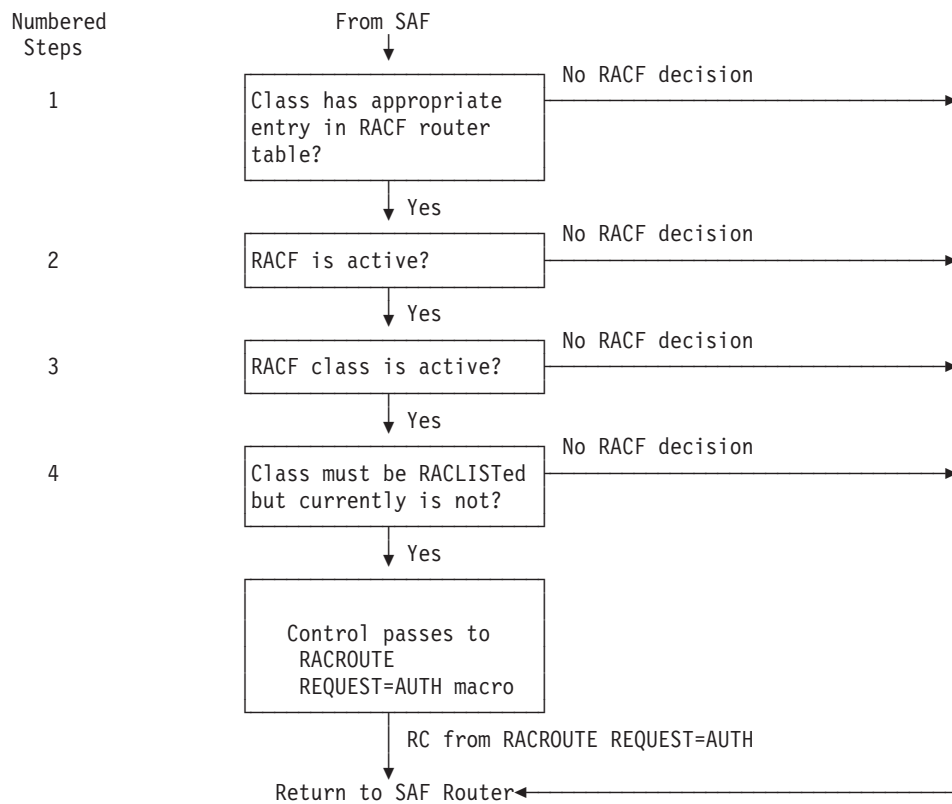 Numbered
Steps
From SAF
1
Class has appropriate
entry in RACF router
table?
No RACF decision
Yes
2
RACF is active?
No RACF decision
Yes
3
RACF class is active?
No RACF decision
Yes
4
Class must be RACLISTed
but currently is not?
No RACF decision
Yes
Control passes to
RACROUTE
REQUEST=AUTH macro
RC from RACROUTE REQUEST=AUTH
Return to SAF Router